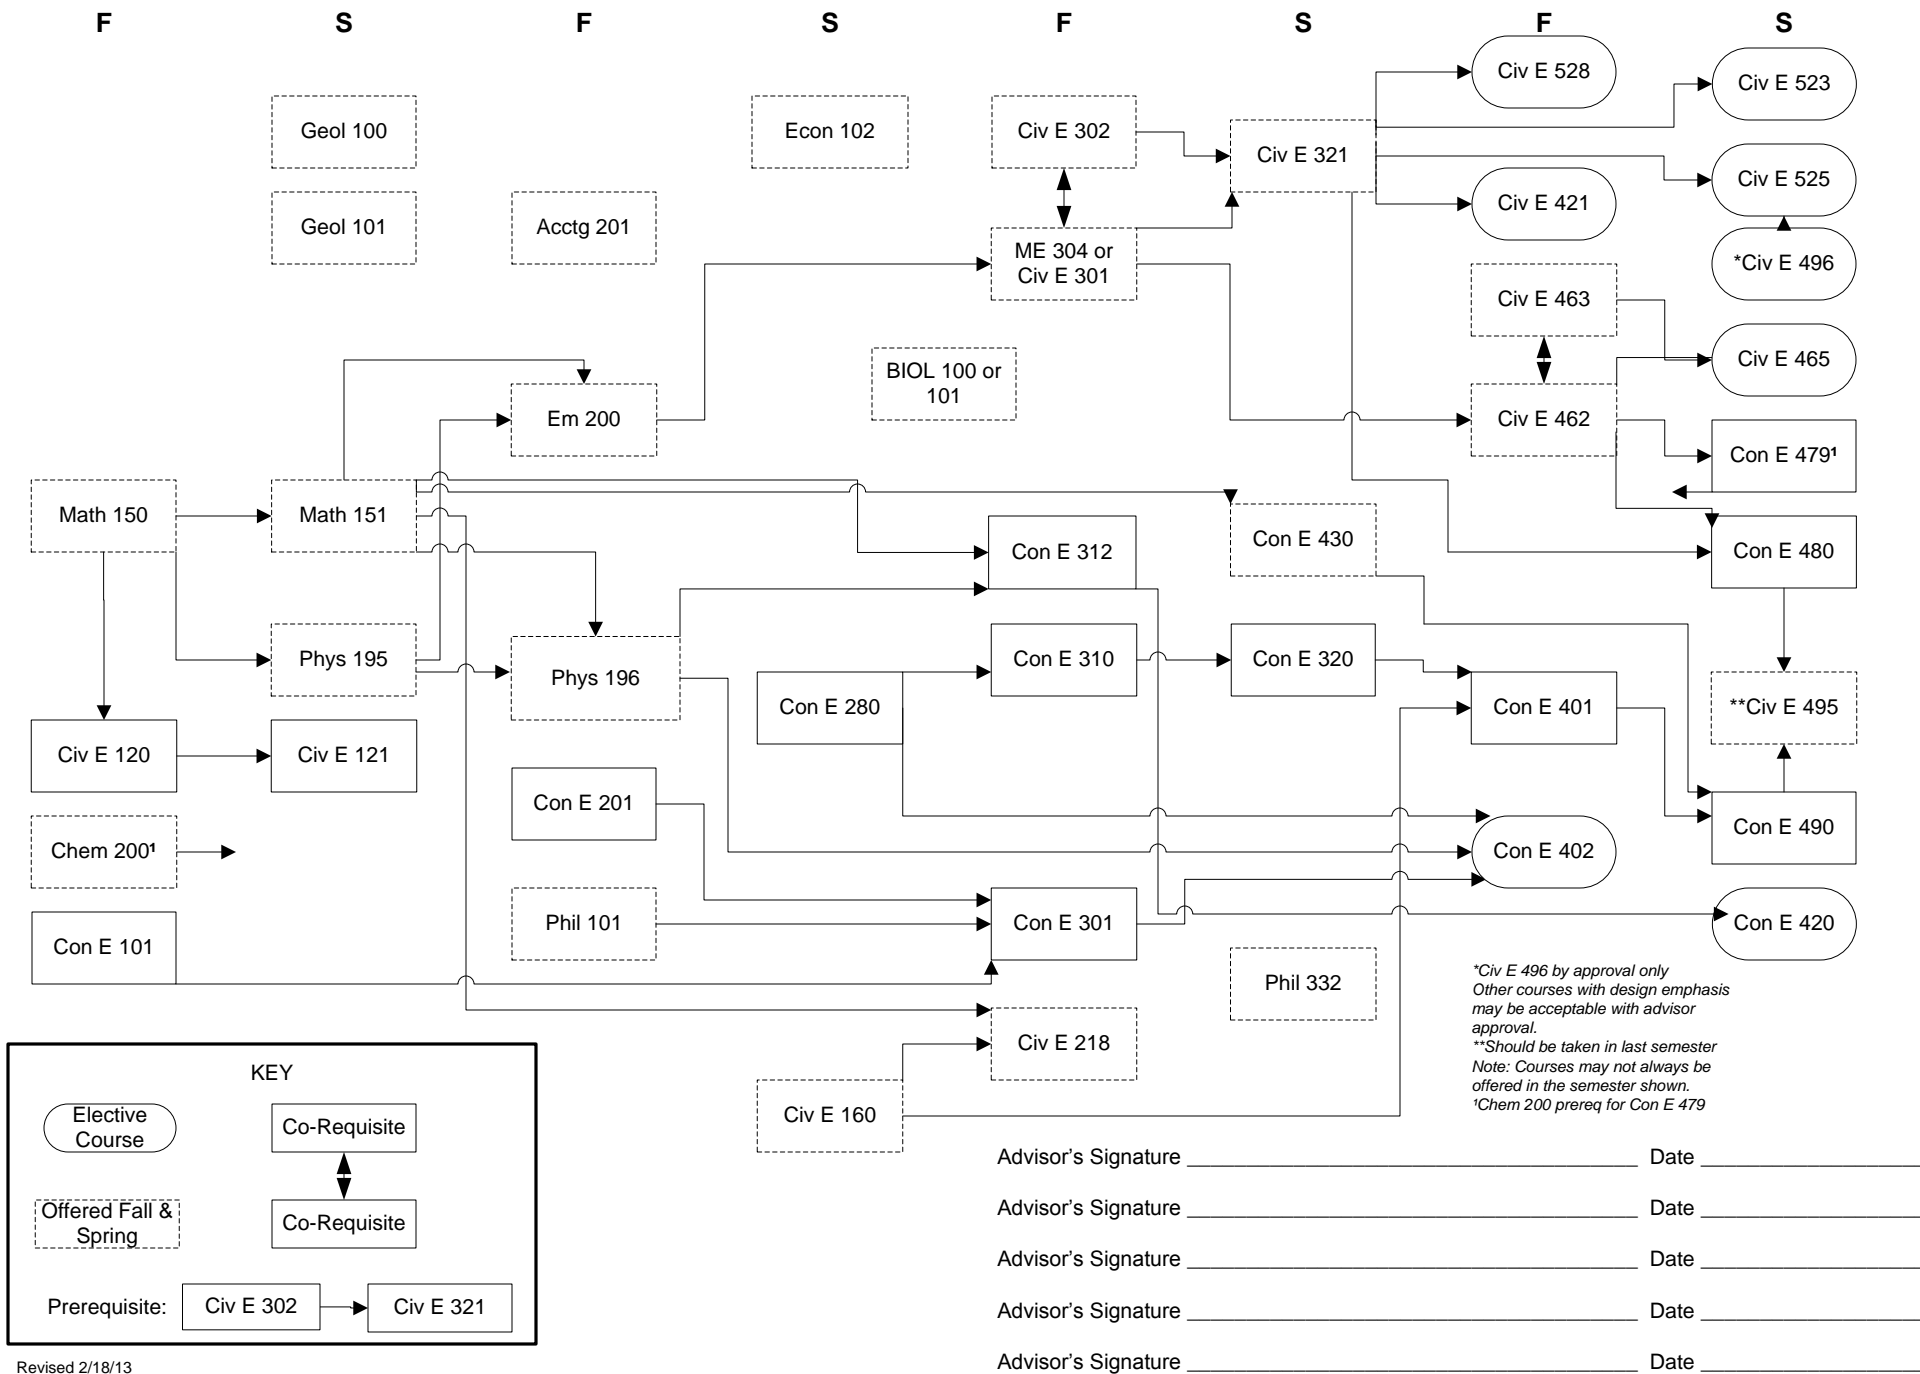 F S F S F S F S
Civ E 528
Civ E 523
Geol 100
Econ 102
Civ E 302
Civ E 321
Civ E 525
Civ E 421
Geol 101
Acctg 201
ME 304 or
Civ E 301
*Civ E 496
Civ E 463
Civ E 465
BIOL 100 or
101
Em 200
Civ E 462
Con E 479¹
Math 150
Math 151
Con E 312
Con E 430
Con E 480
Phys 195
Phys 196
Con E 310
Con E 320
Con E 280
Con E 401
**Civ E 495
Civ E 120
Civ E 121
Con E 201
Con E 490
Chem 200¹
Con E 402
Phil 101
Con E 301
Con E 420
Con E 101
Phil 332
*Civ E 496 by approval only
Other courses with design emphasis
may be acceptable with advisor
approval.
**Should be taken in last semester
Note: Courses may not always be
offered in the semester shown.
¹Chem 200 prereq for Con E 479
Civ E 218
Civ E 160
KEY
Elective
Course
Co-Requisite
Offered Fall &
Spring
Co-Requisite
Prerequisite: Civ E 302 Civ E 321
Advisor's Signature Date
Advisor's Signature Date
Advisor's Signature Date
Advisor's Signature Date
Advisor's Signature Date
Revised 2/18/13